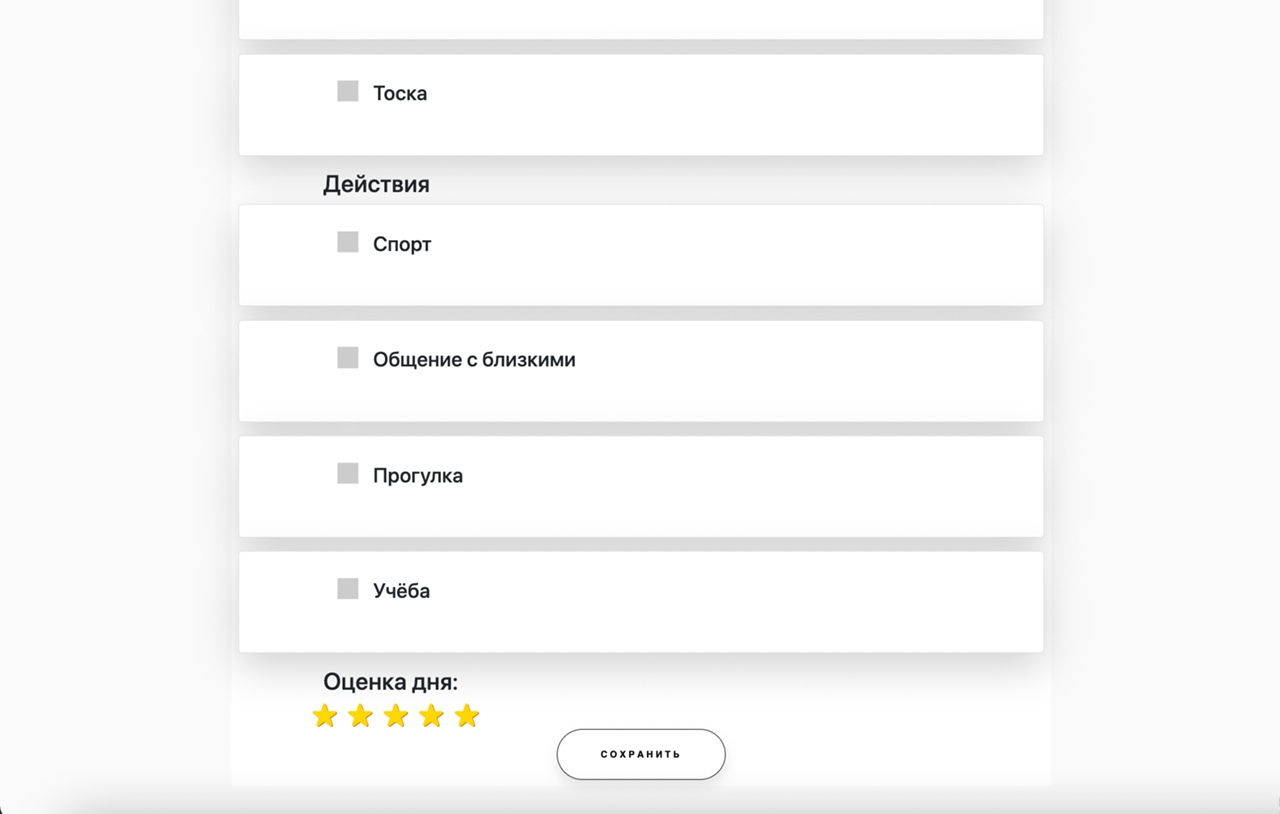 Тоска
Действия
Спорт
Общение с близкими
Прогулка
Учёба
Оценка дня:
СОХРАНИТЬ